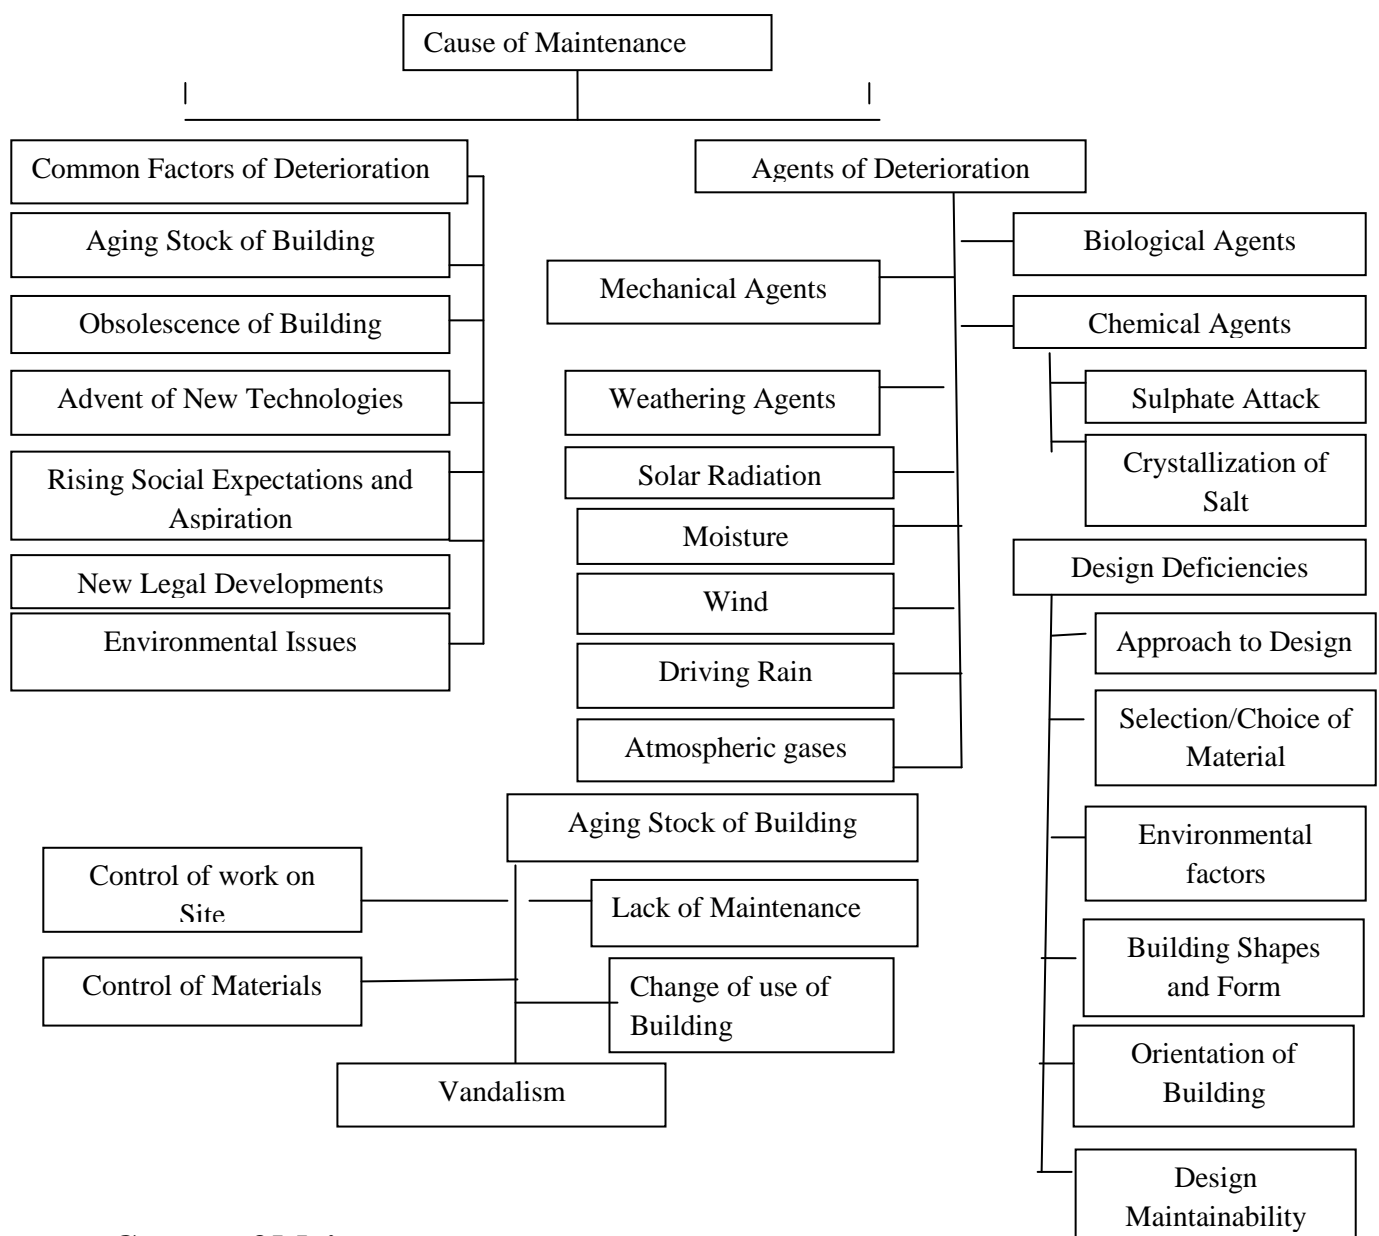 Cause of Maintenance
Common Factors of Deterioration
Aging Stock of Building
Obsolescence of Building
Advent of New Technologies
Rising Social Expectations and
Aspiration
New Legal Developments
Environmental Issues
Agents of Deterioration
Mechanical Agents
Weathering Agents
Solar Radiation
Moisture
Wind
Driving Rain
Atmospheric gases
Biological Agents
Chemical Agents
Sulphate Attack
Crystallization of
Salt
Design Deficiencies
Approach to Design
Selection/Choice of
Material
Environmental
factors
Building Shapes
and Form
Orientation of
Building
Design
Maintainability
Aging Stock of Building
Control of work on
Site
Lack of Maintenance
Control of Materials
Change of use of
Building
Vandalism